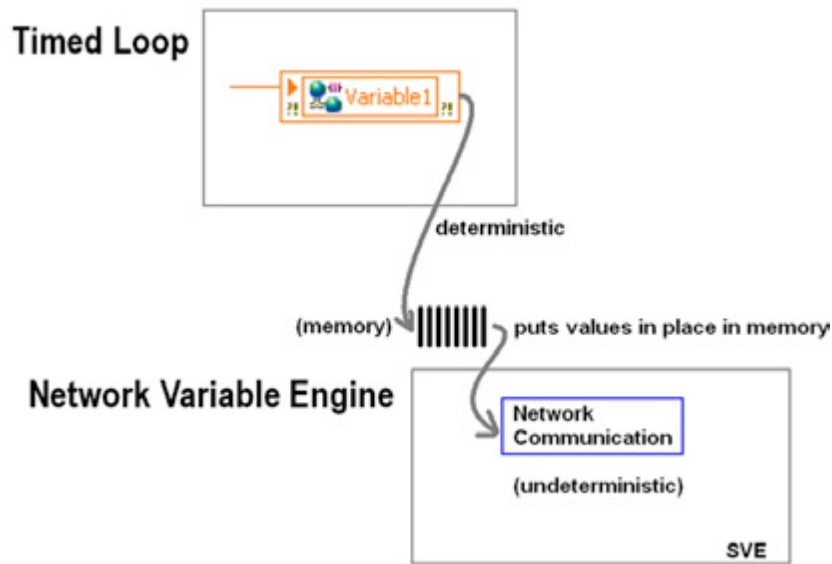 Timed Loop
?! Variable1 ?!
deterministic
(memory)
puts values in place in memory
Network Variable Engine
Network
Communication
(undeterministic)
SVE